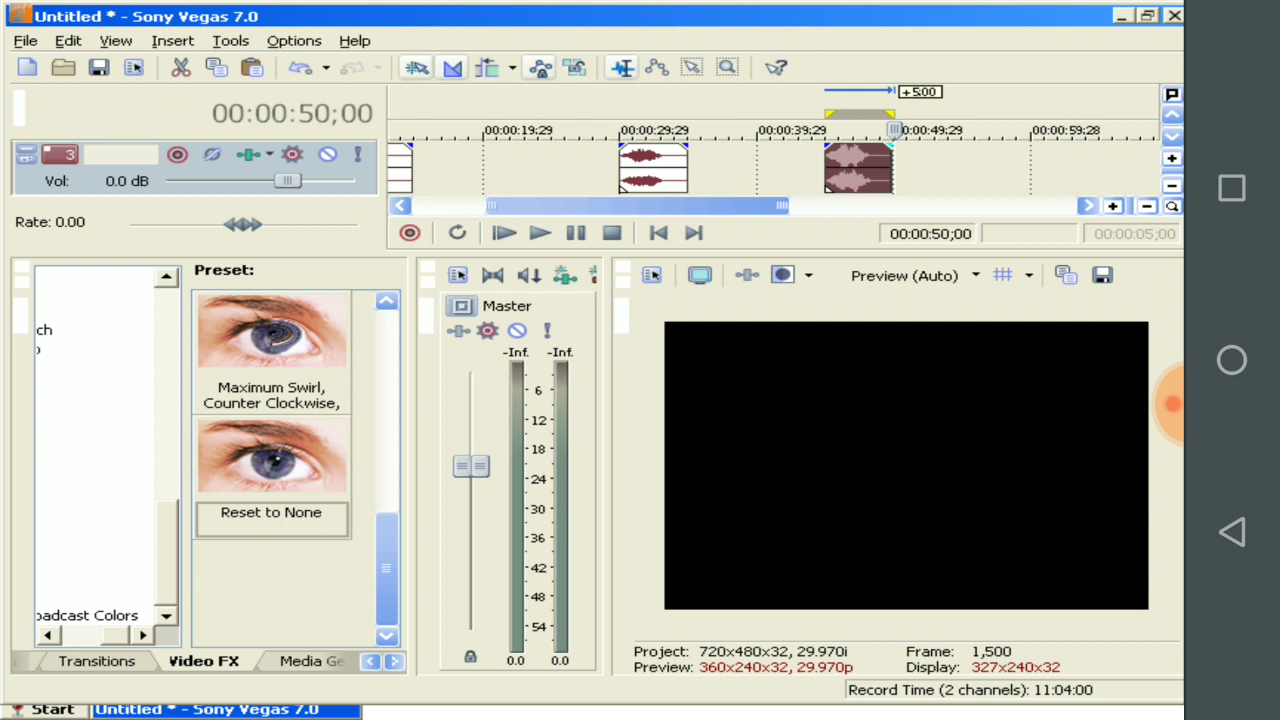 Untitled * - Sony Vegas 7.0
File Edit View Insert Tools Options Help
+5:00
00:00:50;00
00:00:19;29 00:00:29;29 00:00:39;29 00:00:49;29 00:00:59;28
3
Vol: 0.0 dB
Rate: 0.00
00:00:50;00 00:00:05;00
Preset:
ch
Maximum Swirl,
Counter Clockwise,
Reset to None
oadcast Colors
Transitions Video FX Media Ge
Master
-Inf. -Inf.
6
12
18
24
30
36
42
48
54
0.0 0.0
Preview (Auto)
Project: 720x480x32, 29.970i Frame: 1,500
Preview: 360x240x32, 29.970p Display: 327x240x32
Record Time (2 channels): 11:04:00
Start Untitled * - Sony Vegas 7.0